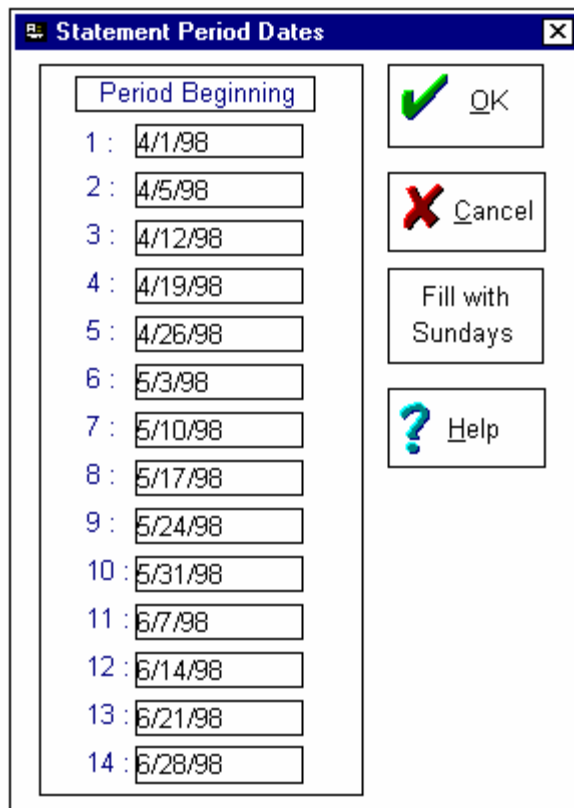 Statement Period Dates
Period Beginning
1 : 4/1/98
2 : 4/5/98
3 : 4/12/98
4 : 4/19/98
5 : 4/26/98
6 : 5/3/98
7 : 5/10/98
8 : 5/17/98
9 : 5/24/98
10 : 5/31/98
11 : 6/7/98
12 : 6/14/98
13 : 6/21/98
14 : 6/28/98
OK
Cancel
Fill with
Sundays
Help